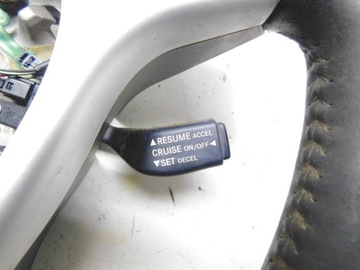 ▲RESUME ACCEL
CRUISE ON/OFF◀
▼SET DECEL